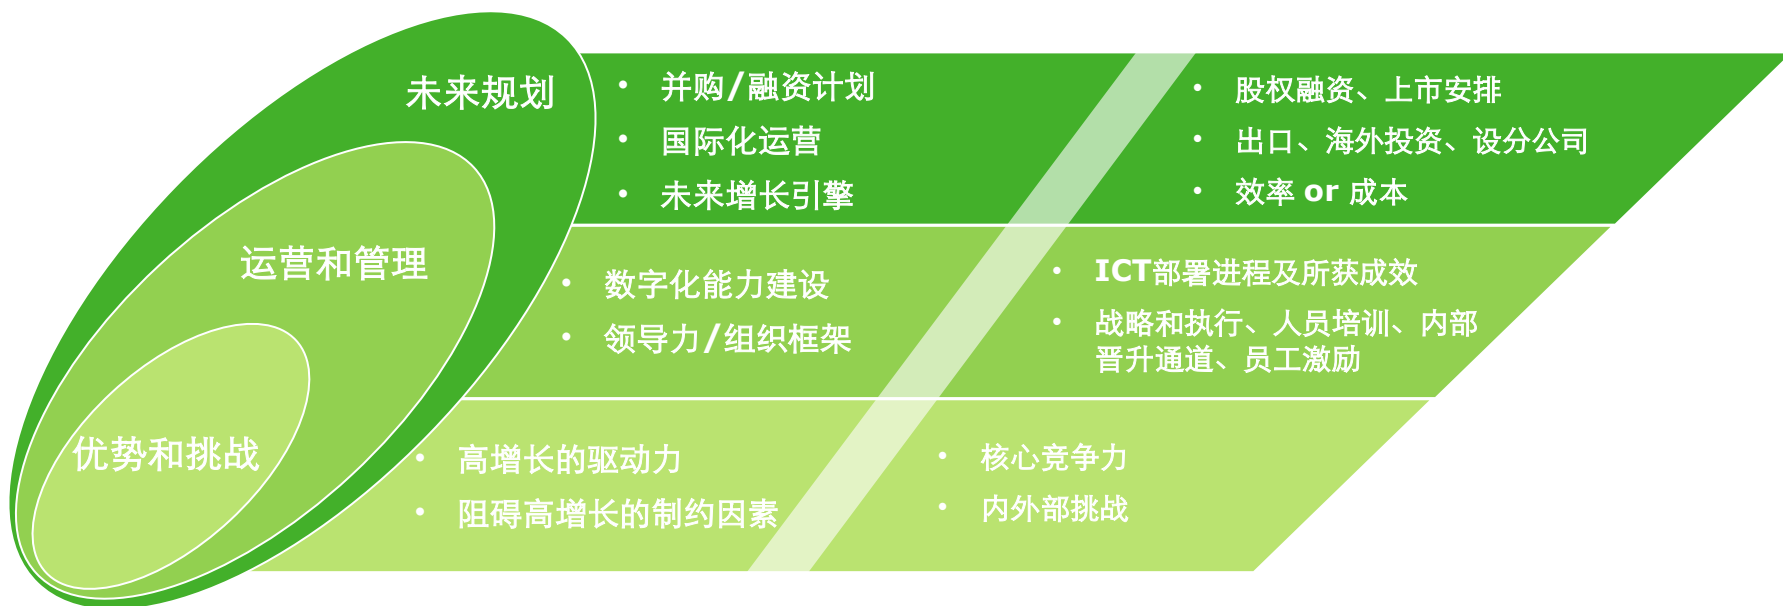 未来规划
• 并购/融资计划
• 国际化运营
• 未来增长引擎
• 股权融资、上市安排
• 出口、海外投资、设分公司
• 效率 or 成本
运营和管理
• 数字化能力建设
• 领导力/组织框架
• ICT部署进程及所获成效
• 战略和执行、人员培训、内部
晋升通道、员工激励
优势和挑战
• 高增长的驱动力
• 阻碍高增长的制约因素
• 核心竞争力
• 内外部挑战